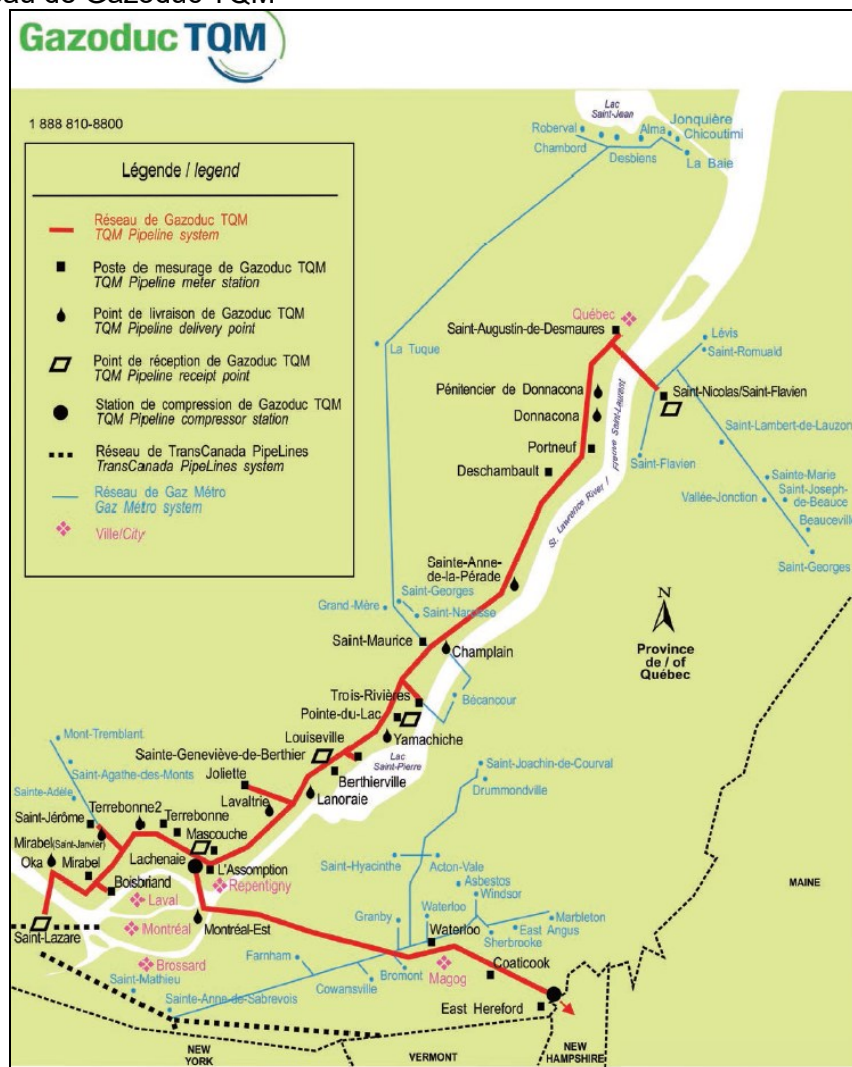 Gazoduc TQM
1 888 810-8800
Légende / legend
Réseau de Gazoduc TQM
TQM Pipeline system
Poste de mesurage de Gazoduc TQM
TQM Pipeline meter station
Point de livraison de Gazoduc TQM
TQM Pipeline delivery point
Point de réception de Gazoduc TQM
TQM Pipeline receipt point
Station de compression de Gazoduc TQM
TQM Pipeline compressor station
Réseau de TransCanada PipeLines
TransCanada PipeLines system
Réseau de Gaz Métro
Gaz Métro system
Ville/City
Lac
Saint-Jean
Roberval
Alma
Jonquière
Chicoutimi
Chambord
Desbiens
La Baie
Québec
Saint-Augustin-de-Desmaures
La Tuque
Lévis
Saint-Romuald
Pénitencier de Donnacona
Donnacona
Saint-Nicolas/Saint-Flavien
Portneuf
Deschambault
St. Lawrence River / Fleuve Saint-Laurent
Saint-Flavien
Saint-Lambert-de-Lauzon
Sainte-Marie
Vallée-Jonction
Saint-Joseph-
de-Beauce
Beauceville
Saint-Georges
Sainte-Anne-
de-la-Pérade
Saint-Georges
Grand-Mère
Saint-Narcisse
Saint-Maurice
Champlain
N
Province
de / of
Québec
Trois-Rivières
Bécancour
Pointe-du-Lac
Louiseville
Yamachiche
Sainte-Geneviève-de-Berthier
Lac
Saint-Pierre
Mont-Tremblant
Saint-Agathe-des-Monts
Joliette
Berthierville
Sainte-Adèle
Lavaltrie
Lanoraie
Saint-Joachin-de-Courval
Drummondville
Saint-Jérôme
Terrebonne2
Terrebonne
Mascouche
Mirabel(Saint-Janvier)
Oka
Mirabel
Lachenaie
L'Assomption
Boisbriand
Repentigny
Saint-Hyacinthe
Acton-Vale
Asbestos
Windsor
MAINE
Laval
Montréal
Montréal-Est
Saint-Lazare
Granby
Waterloo
Waterloo
Marbleton
East
Angus
Sherbrooke
Brossard
Farnham
Bromont
Magog
Coaticook
Saint-Mathieu
Cowansville
Sainte-Anne-de-Sabrevois
East Hereford
NEW
YORK
VERMONT
NEW
HAMPSHIRE